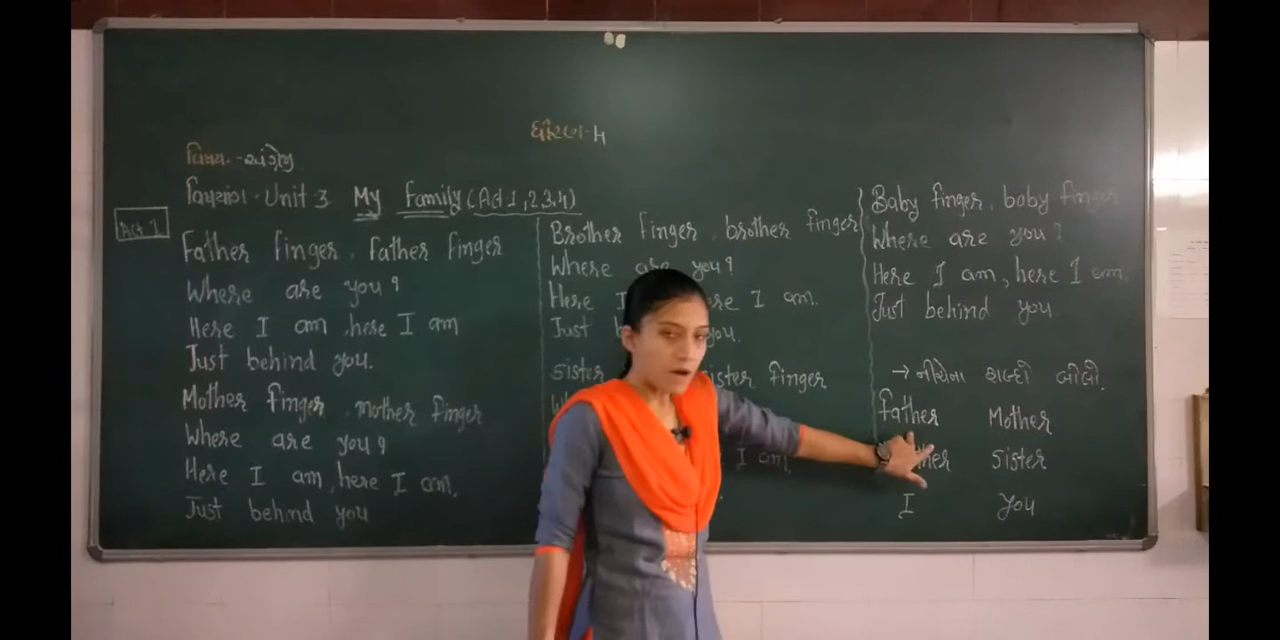 ધોરણ-૫
વિષય.-અંગ્રેજી
વિષયાંગ. Unit 3 My Family (Act 1, 2 3.4)
Act 1
Father finger, Father finger
Where are you?
Here I am, here I am
Just behind you.
Mother finger, mother finger
Where are you?
Here I am, here I am,
Just behind you
Brother finger, brother finger
Where are you?
Here I am.
Just you.
Sister sister finger
I am,
Baby finger, baby finger
Where are you?
Here I am, here I am,
Just behind you
→ નીચેના શબ્દો બોલો.
Father Mother
Sister
I You